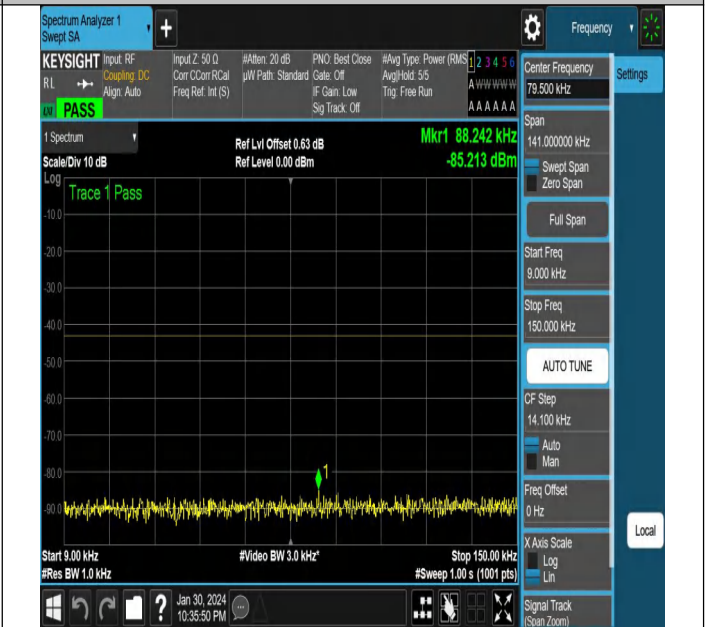 Spectrum Analyzer 1
Swept SA
+
Frequency
KEYSIGHT
RL
PASS
Input: RF
Coupling: DC
Align: Auto
Input Z: 50 Ω
Corr CCorr RCal
Freq Ref: Int (S)
#Atten: 20 dB
µW Path: Standard
PNO: Best Close
Gate: Off
IF Gain: Low
Sig Track: Off
#Avg Type: Power (RMS
Avg|Hold: 5/5
Trig: Free Run
1 2 3 4 5 6
A W W W W W
A A A A A A
1 Spectrum
Scale/Div 10 dB
Log
Ref Lvl Offset 0.63 dB
Ref Level 0.00 dBm
Mkr1 88.242 kHz
-85.213 dBm
Trace 1 Pass
-10.0
-20.0
-30.0
-40.0
-50.0
-60.0
-70.0
-80.0
-90.0
1
Start 9.00 kHz
#Res BW 1.0 kHz
#Video BW 3.0 kHz*
Stop 150.00 kHz
#Sweep 1.00 s (1001 pts)
?
Jan 30, 2024
10:35:50 PM
Center Frequency
79.500 kHz
Settings
Span
141.000000 kHz
Swept Span
Zero Span
Full Span
Start Freq
9.000 kHz
Stop Freq
150.000 kHz
AUTO TUNE
CF Step
14.100 kHz
Auto
Man
Freq Offset
0 Hz
X Axis Scale
Log
Lin
Local
Signal Track
(Span Zoom)